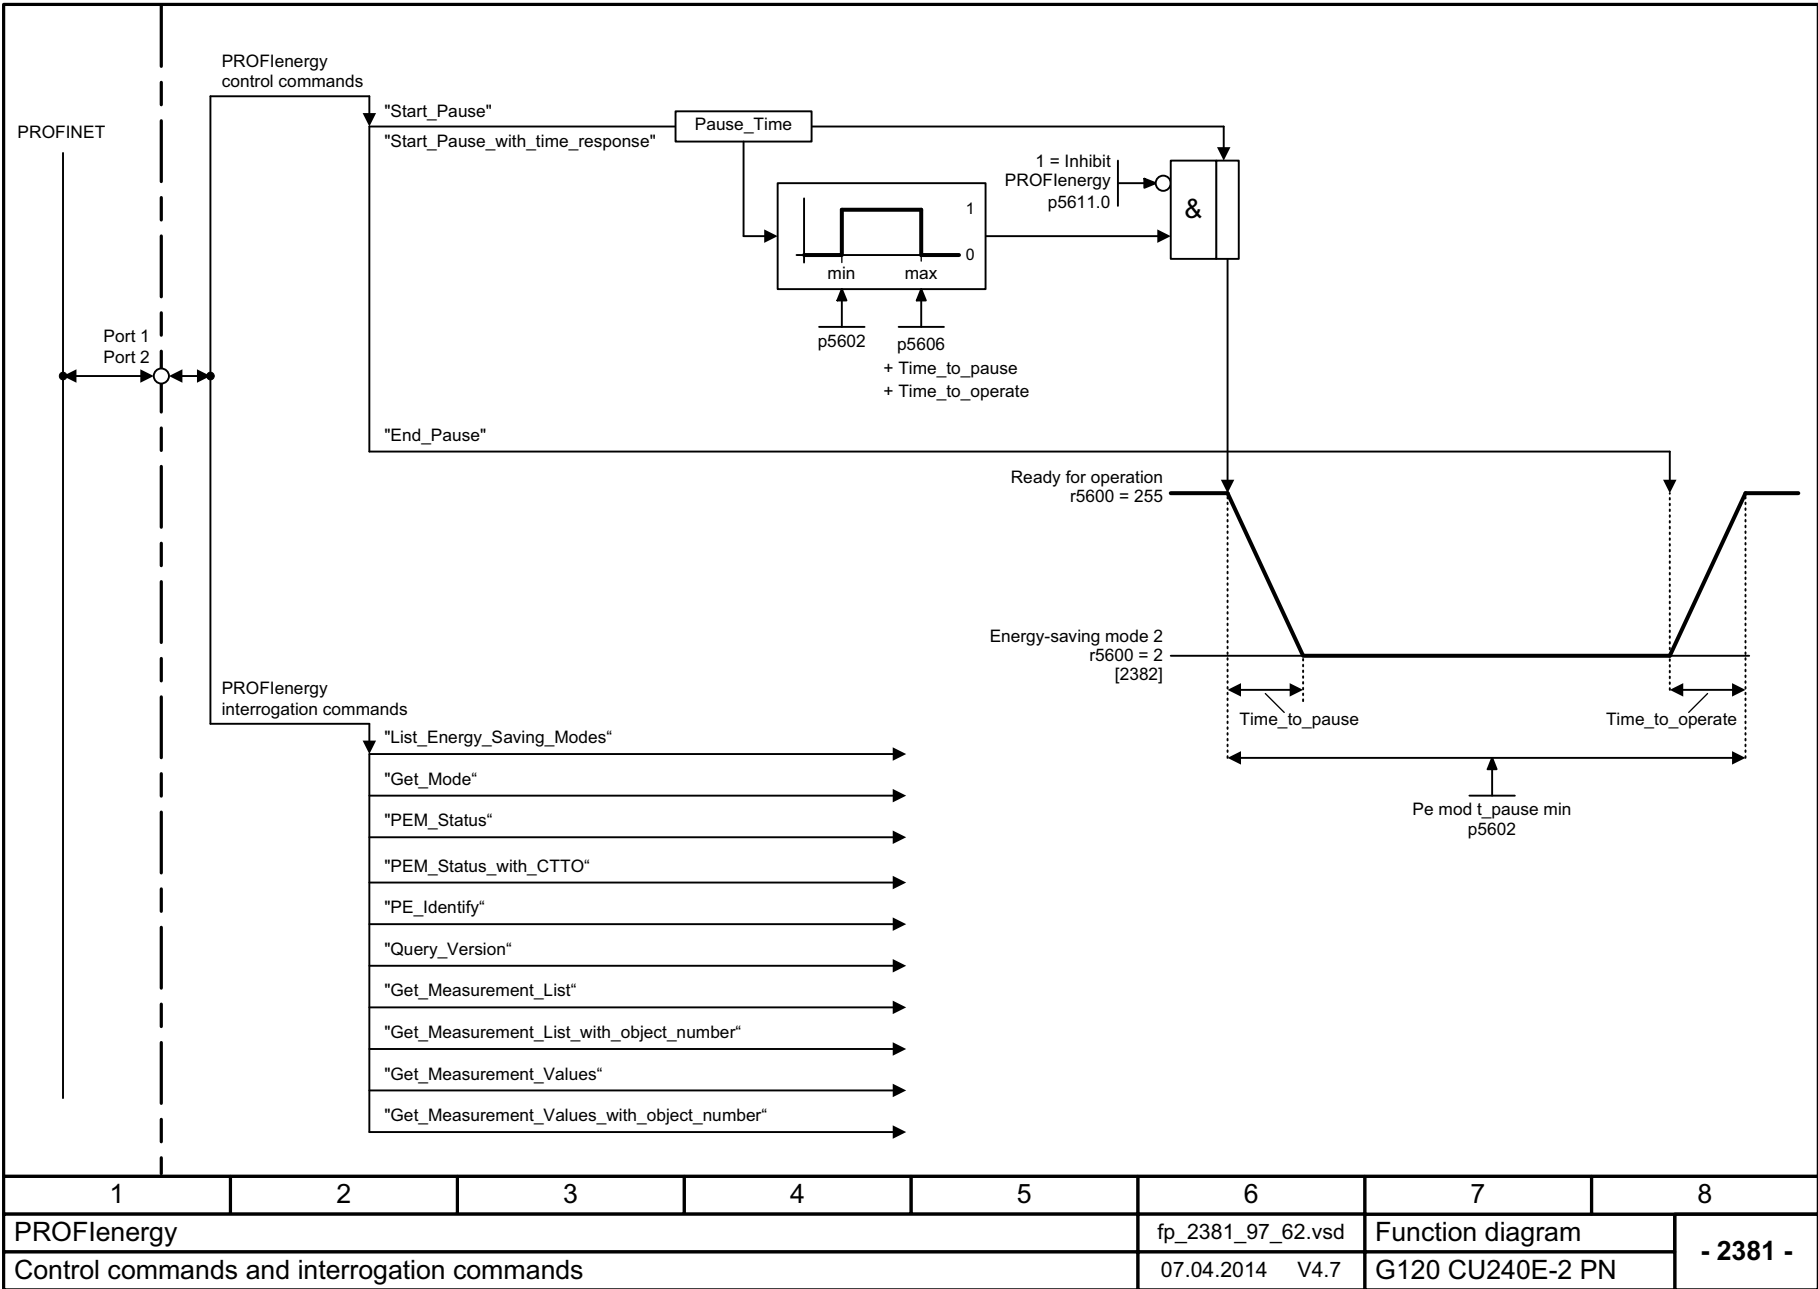 PROFIenergy
control commands
PROFINET
"Start_Pause"
"Start_Pause_with_time_response"
Pause_Time
1 = Inhibit
PROFIenergy
p5611.0
&
1
0
min max
p5602 p5606
+ Time_to_pause
+ Time_to_operate
Port 1
Port 2
"End_Pause"
Ready for operation
r5600 = 255
Energy-saving mode 2
r5600 = 2
[2382]
Time_to_pause Time_to_operate
Pe mod t_pause min
p5602
PROFIenergy
interrogation commands
"List_Energy_Saving_Modes“
"Get_Mode“
"PEM_Status“
"PEM_Status_with_CTTO“
"PE_Identify“
"Query_Version“
"Get_Measurement_List“
"Get_Measurement_List_with_object_number“
"Get_Measurement_Values“
"Get_Measurement_Values_with_object_number“
1 2 3 4 5 6 7 8
PROFIenergy fp_2381_97_62.vsd Function diagram
- 2381 -
Control commands and interrogation commands 07.04.2014 V4.7 G120 CU240E-2 PN